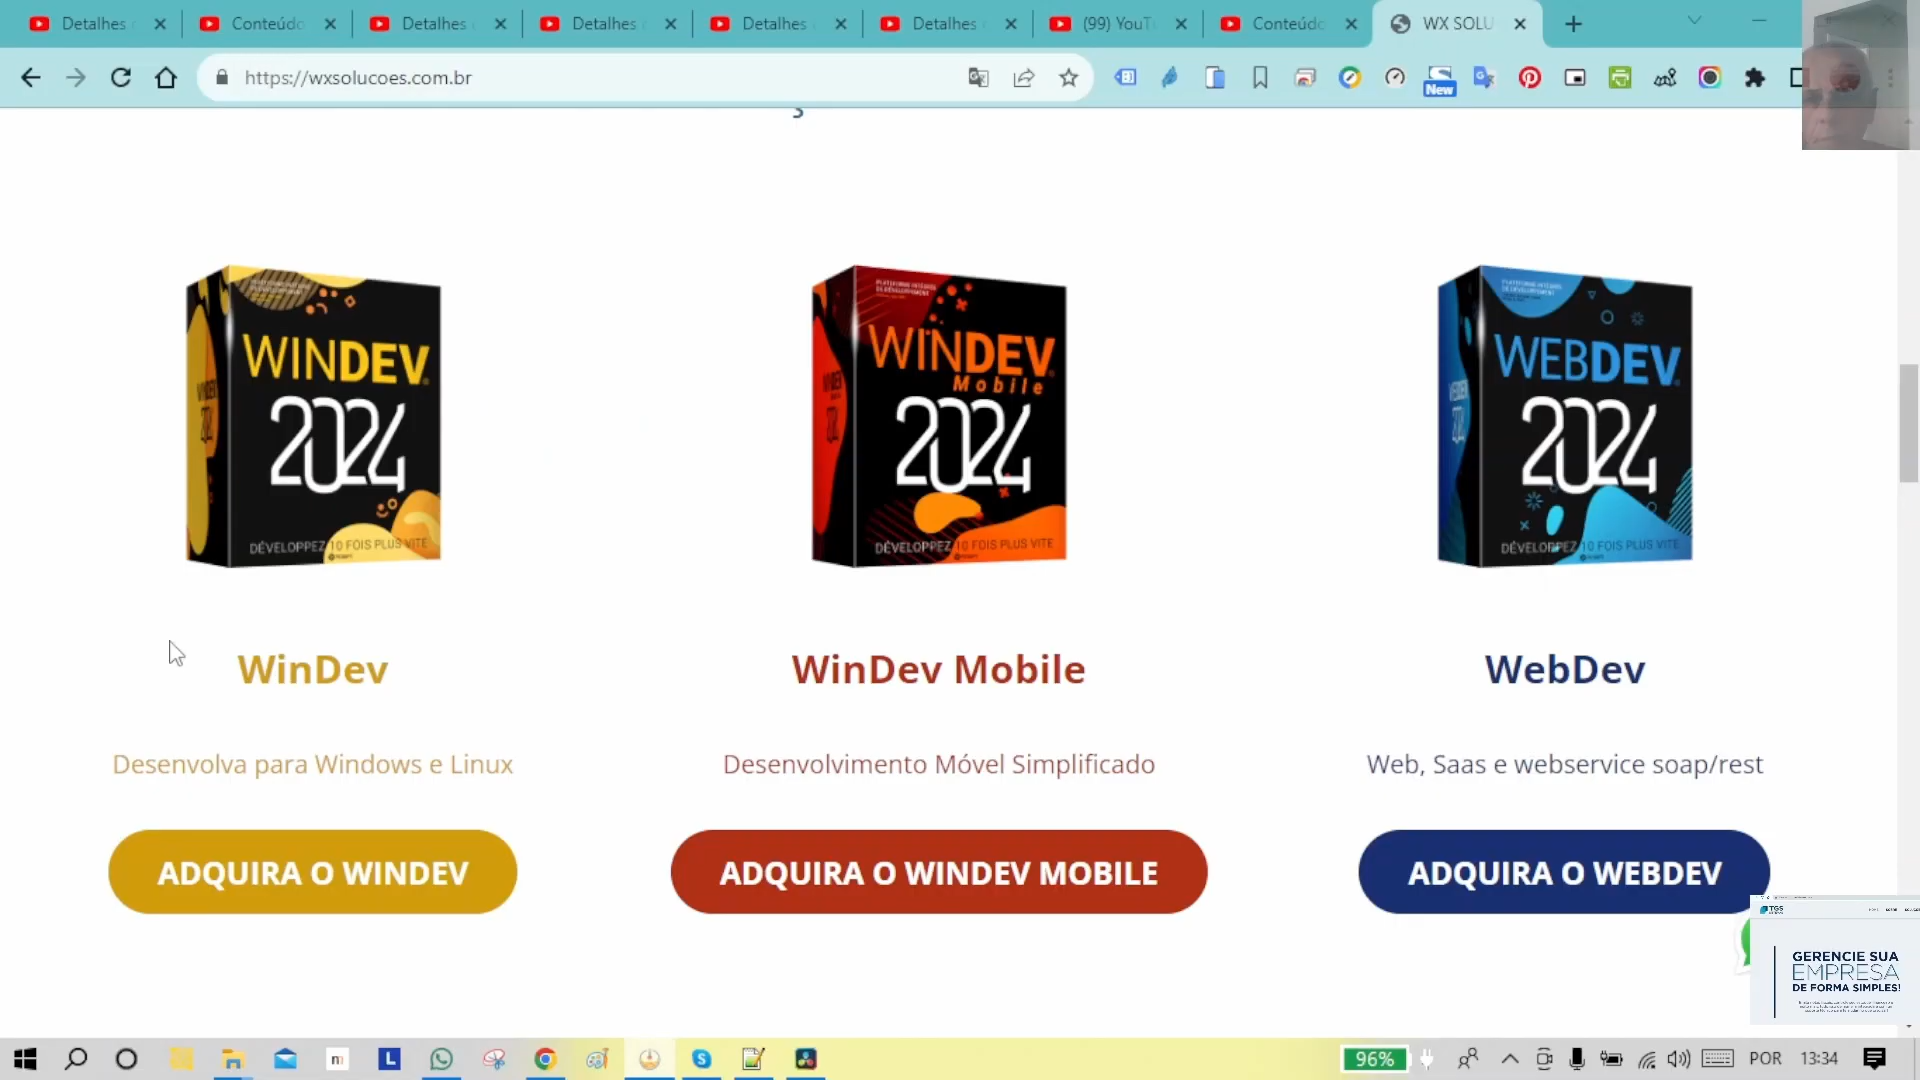 Detalhes
Conteúdo
Detalhes
Detalhes
Detalhes
Detalhes
(99) YouT
Conteúdo
WX SOLU
https://wxsolucoes.com.br
New
WINDEV
2024
DÉVELOPPEZ 10 FOIS PLUS VITE
WINDEV
Mobile
2024
DÉVELOPPEZ 10 FOIS PLUS VITE
WEBDEV
2024
DÉVELOPPEZ 10 FOIS PLUS VITE
WinDev
WinDev Mobile
WebDev
Desenvolva para Windows e Linux
Desenvolvimento Móvel Simplificado
Web, Saas e webservice soap/rest
ADQUIRA O WINDEV
ADQUIRA O WINDEV MOBILE
ADQUIRA O WEBDEV
TGS
GERENCIE SUA
EMPRESA
DE FORMA SIMPLES!
m
L
96%
POR
13:34